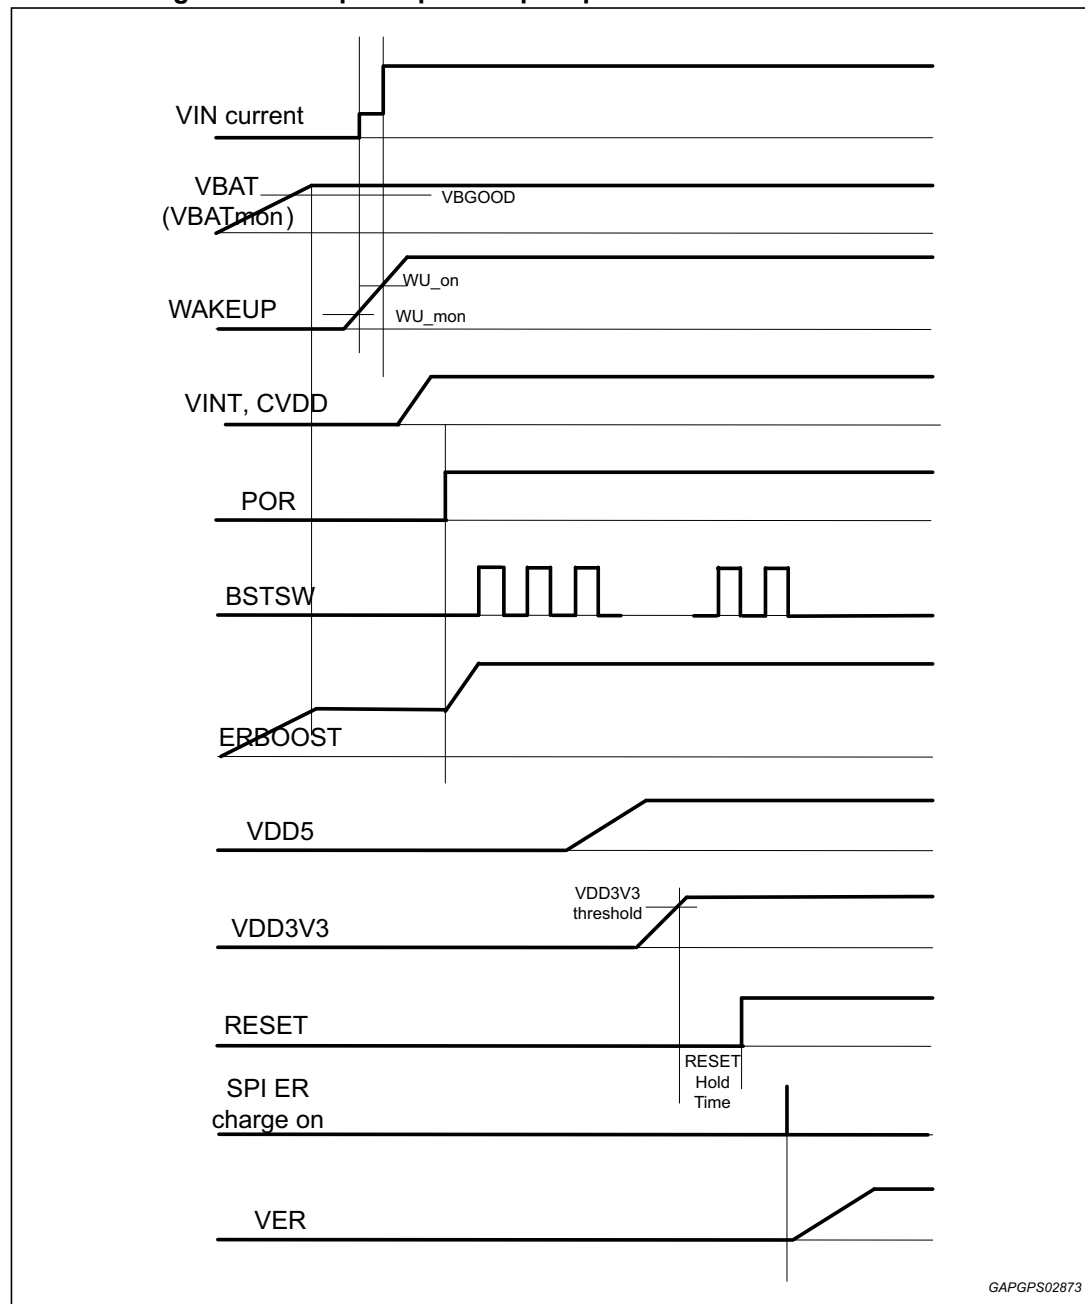 VIN current
VBAT
(VBATmon)
VBGOOD
WU_on
WAKEUP
WU_mon
VINT, CVDD
POR
BSTSW
ERBOOST
VDD5
VDD3V3
threshold
VDD3V3
RESET
RESET
Hold
Time
SPI ER
charge on
VER
GAPGPS02873